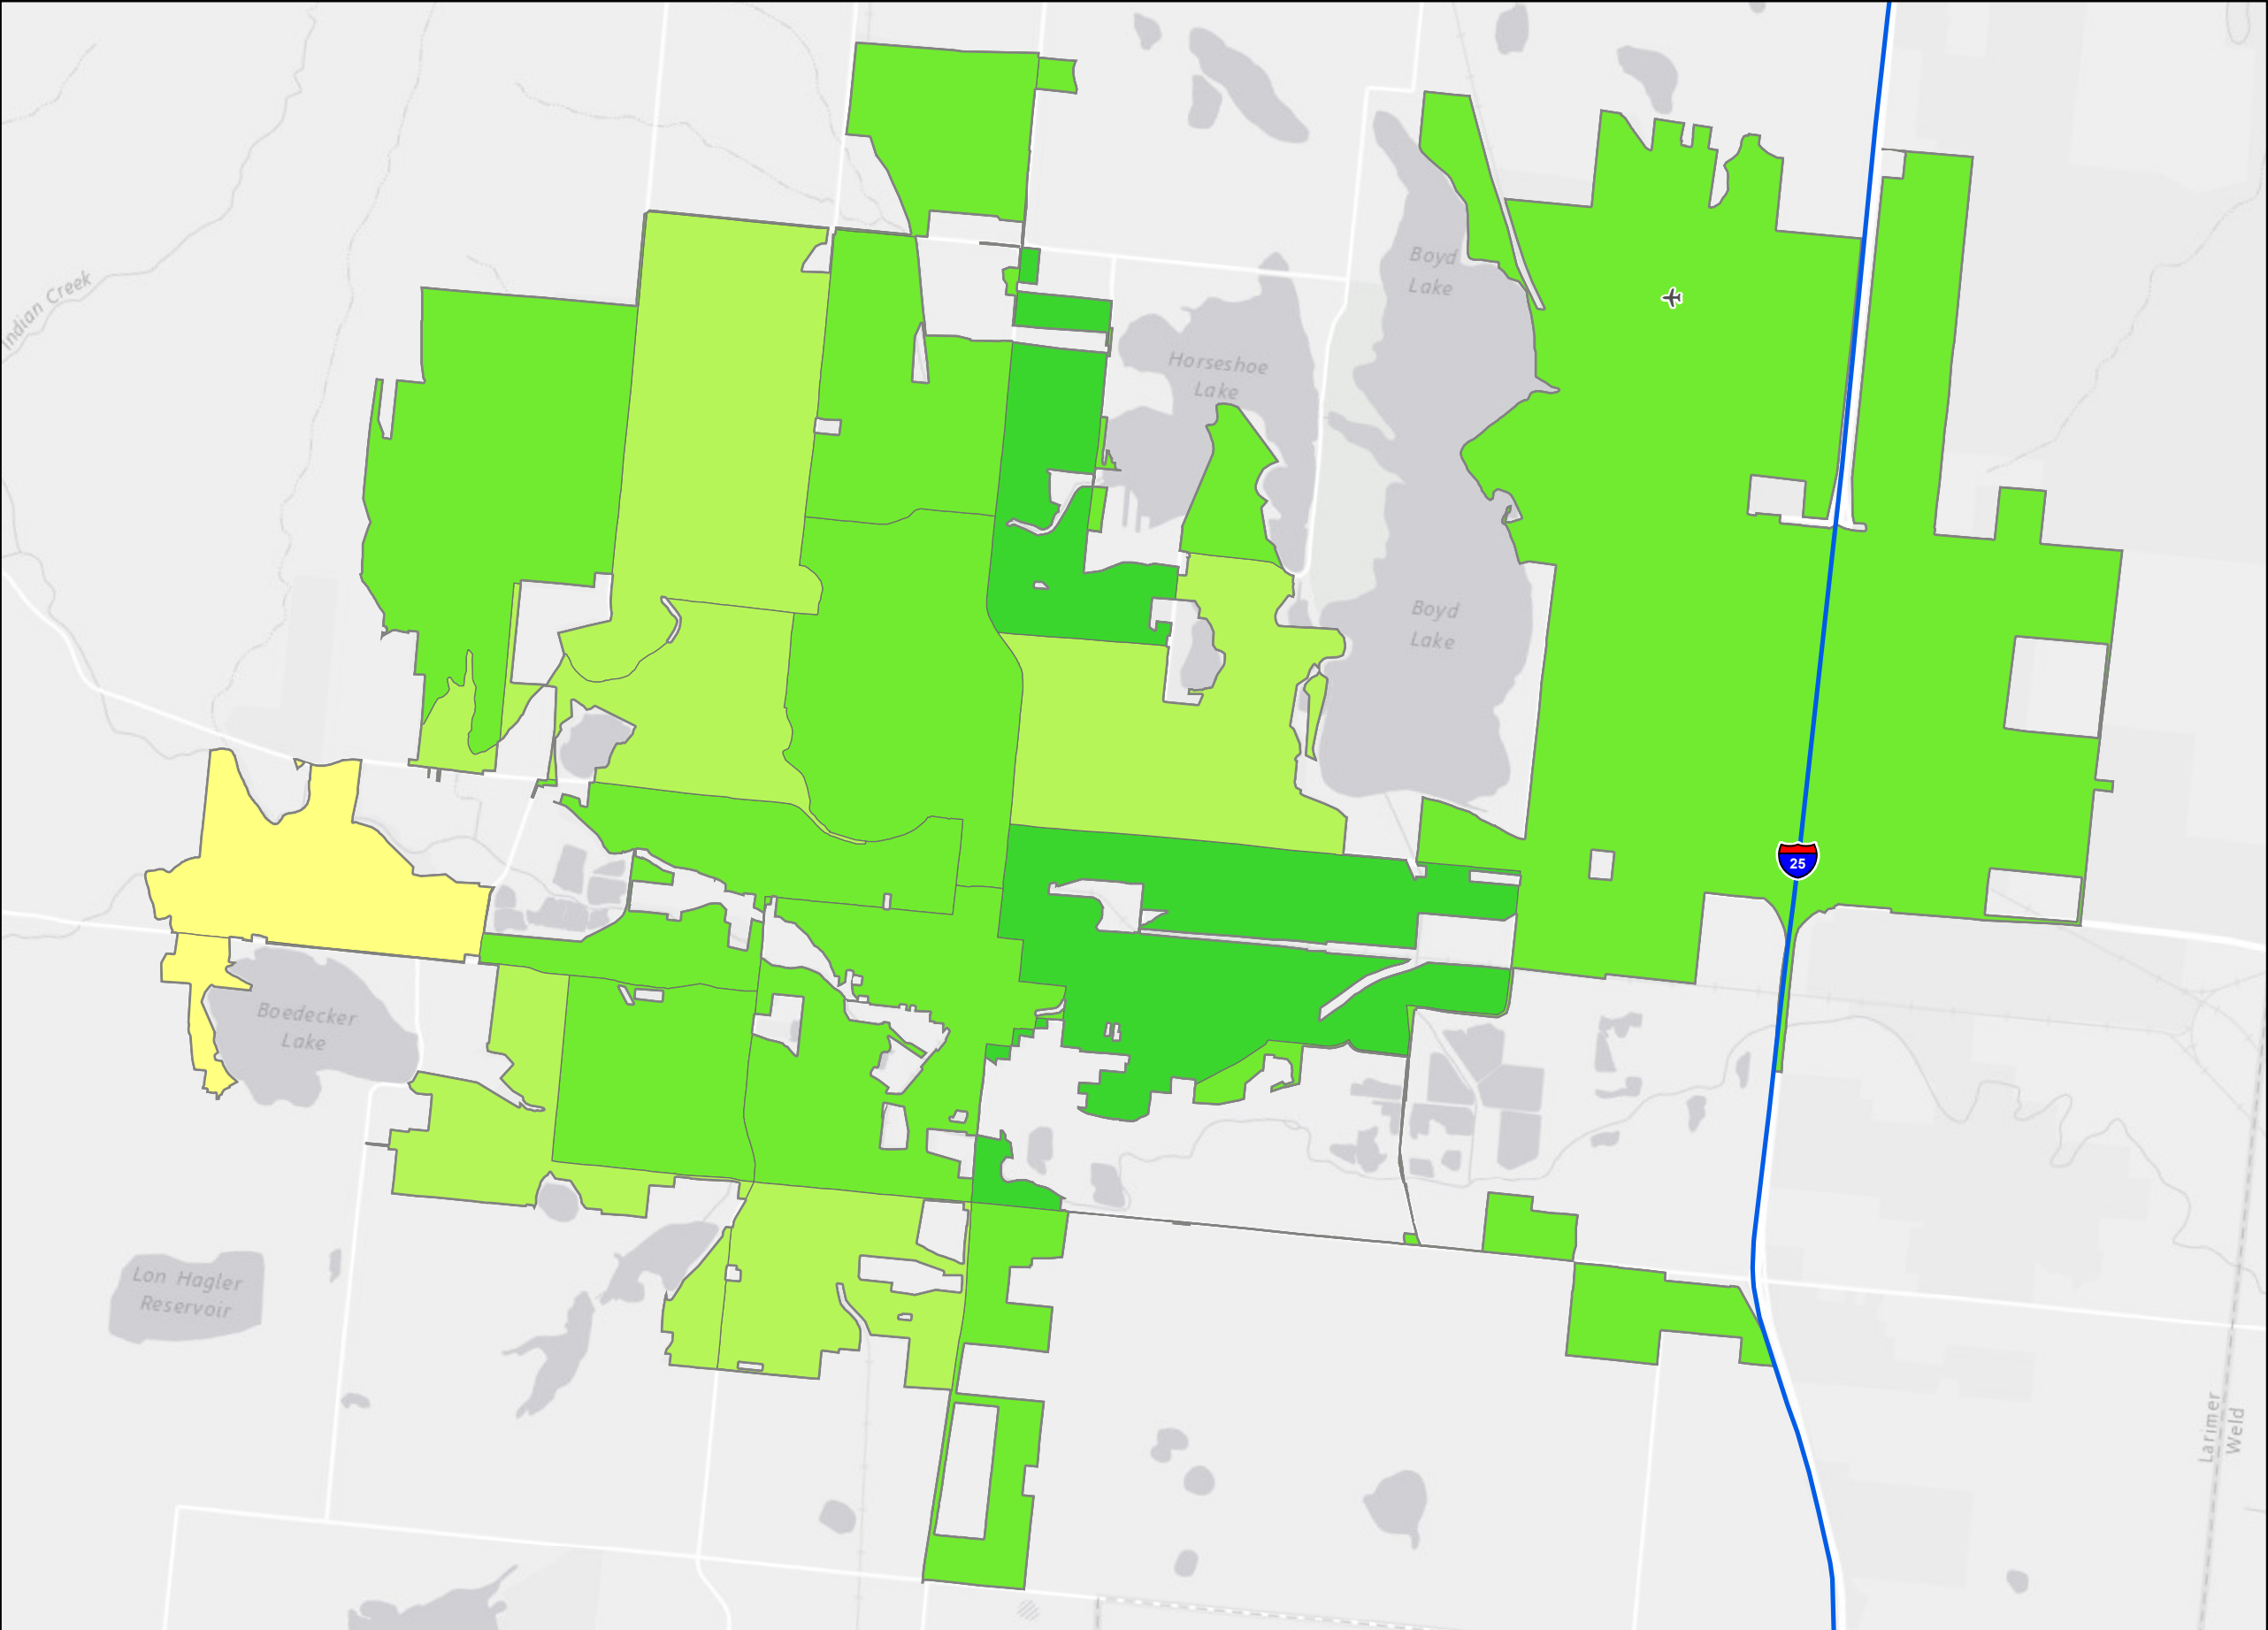 Indian Creek
Boyd
Lake
Horseshoe
Lake
Boyd
Lake
25
Boedecker
Lake
Lon Hagler
Reservoir
Larimer
Weld